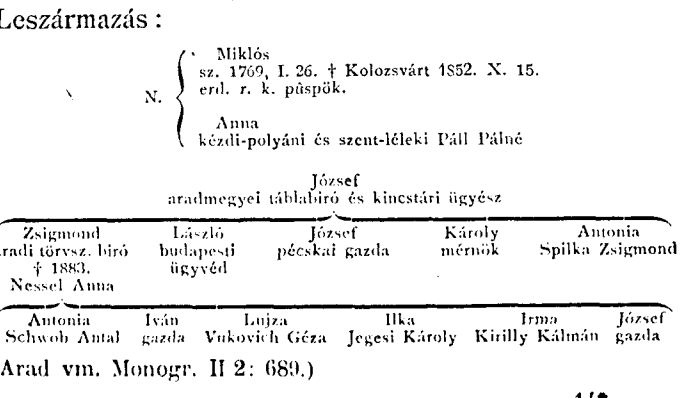 Leszármazás :
Miklós
sz. 1769, I. 26. † Kolozsvárt 1852. X. 15.
N.
erd. r. k. püspök.
Anna
kézdi-polyáni és szent-léleki Páll Pálné
József
aradmegyei táblabiró és kincstári ügyész
Zsigmond László József Károly Antonia
aradi törvsz. biró budapesti pécskai gazda mérnök Spilka Zsigmond
† 1883. ügyvéd
Nessel Anna
Antonia Iván Lujza Ilka Irma József
Schwob Antal gazda Vukovich Géza Jegesi Károly Kirilly Kálmán gazda
(Arad vm. Monogr. II 2: 689.)